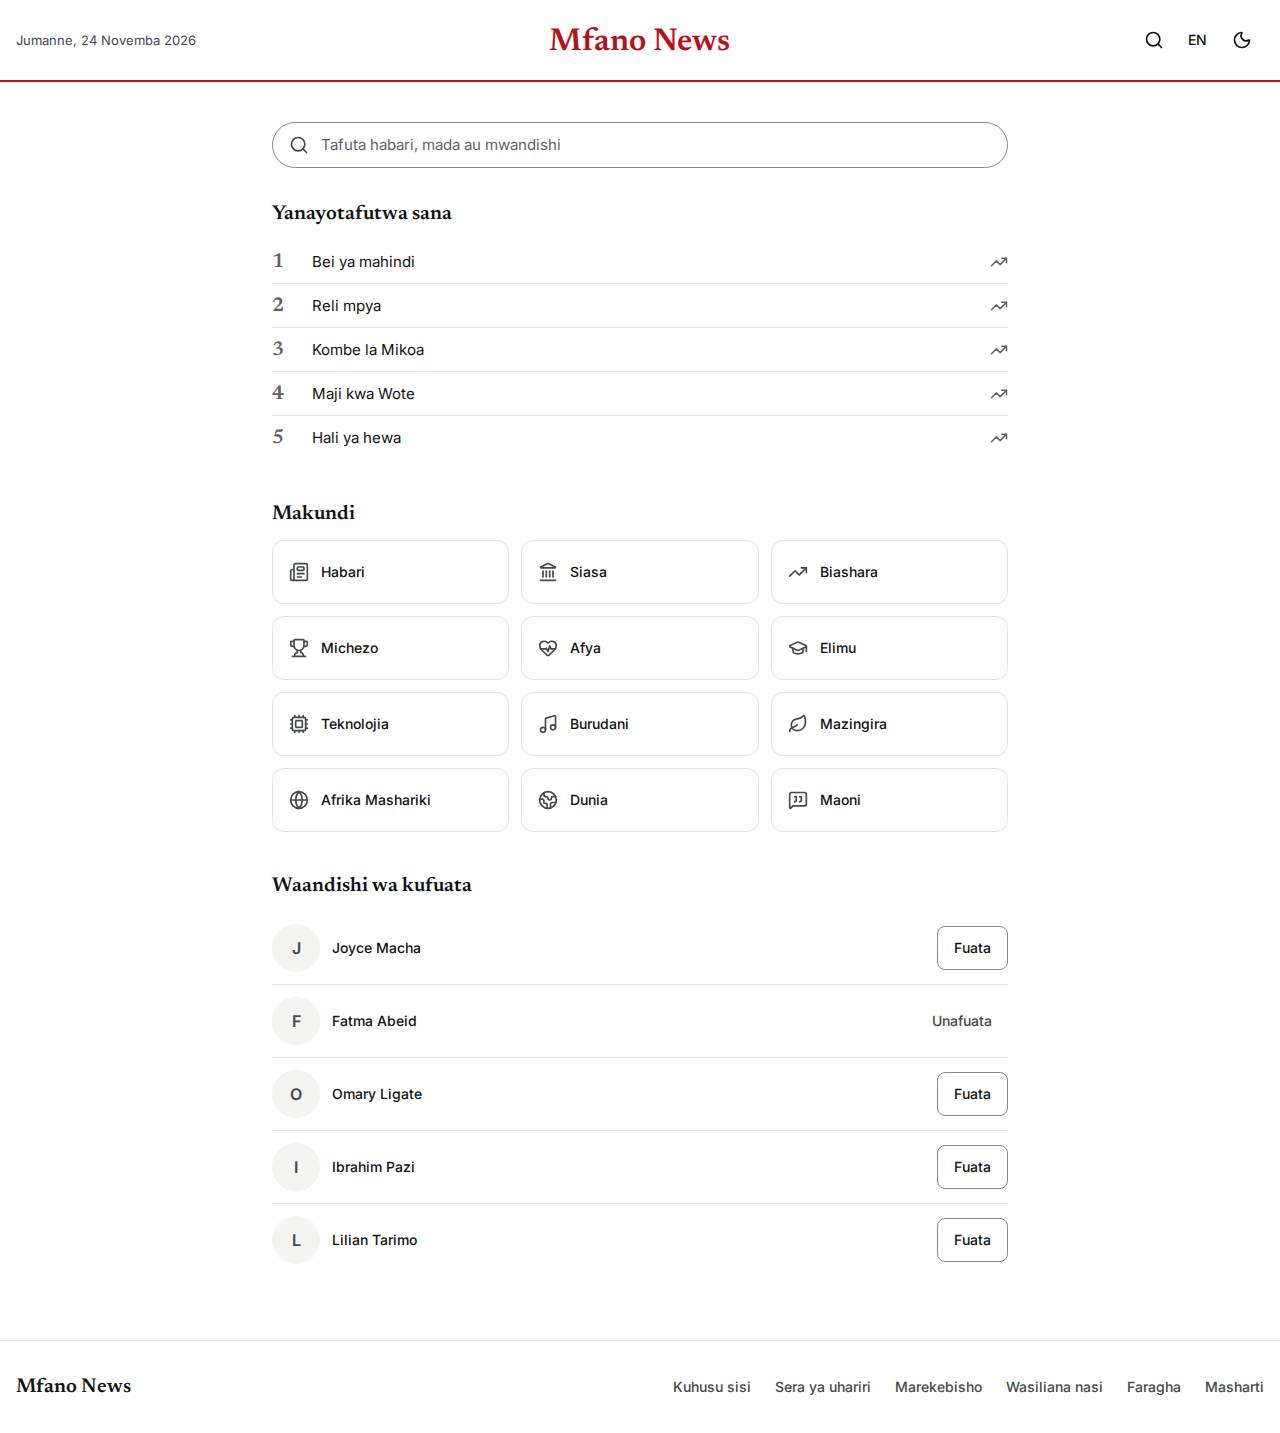 Jumanne, 24 Novemba 2026
Mfano News
EN
Tafuta habari, mada au mwandishi
Yanayotafutwa sana
1 Bei ya mahindi
2 Reli mpya
3 Kombe la Mikoa
4 Maji kwa Wote
5 Hali ya hewa
Makundi
Habari
Siasa
Biashara
Michezo
Afya
Elimu
Teknolojia
Burudani
Mazingira
Afrika Mashariki
Dunia
Maoni
Waandishi wa kufuata
J Joyce Macha Fuata
F Fatma Abeid Unafuata
O Omary Ligate Fuata
I Ibrahim Pazi Fuata
L Lilian Tarimo Fuata
Mfano News
Kuhusu sisi Sera ya uhariri Marekebisho Wasiliana nasi Faragha Masharti